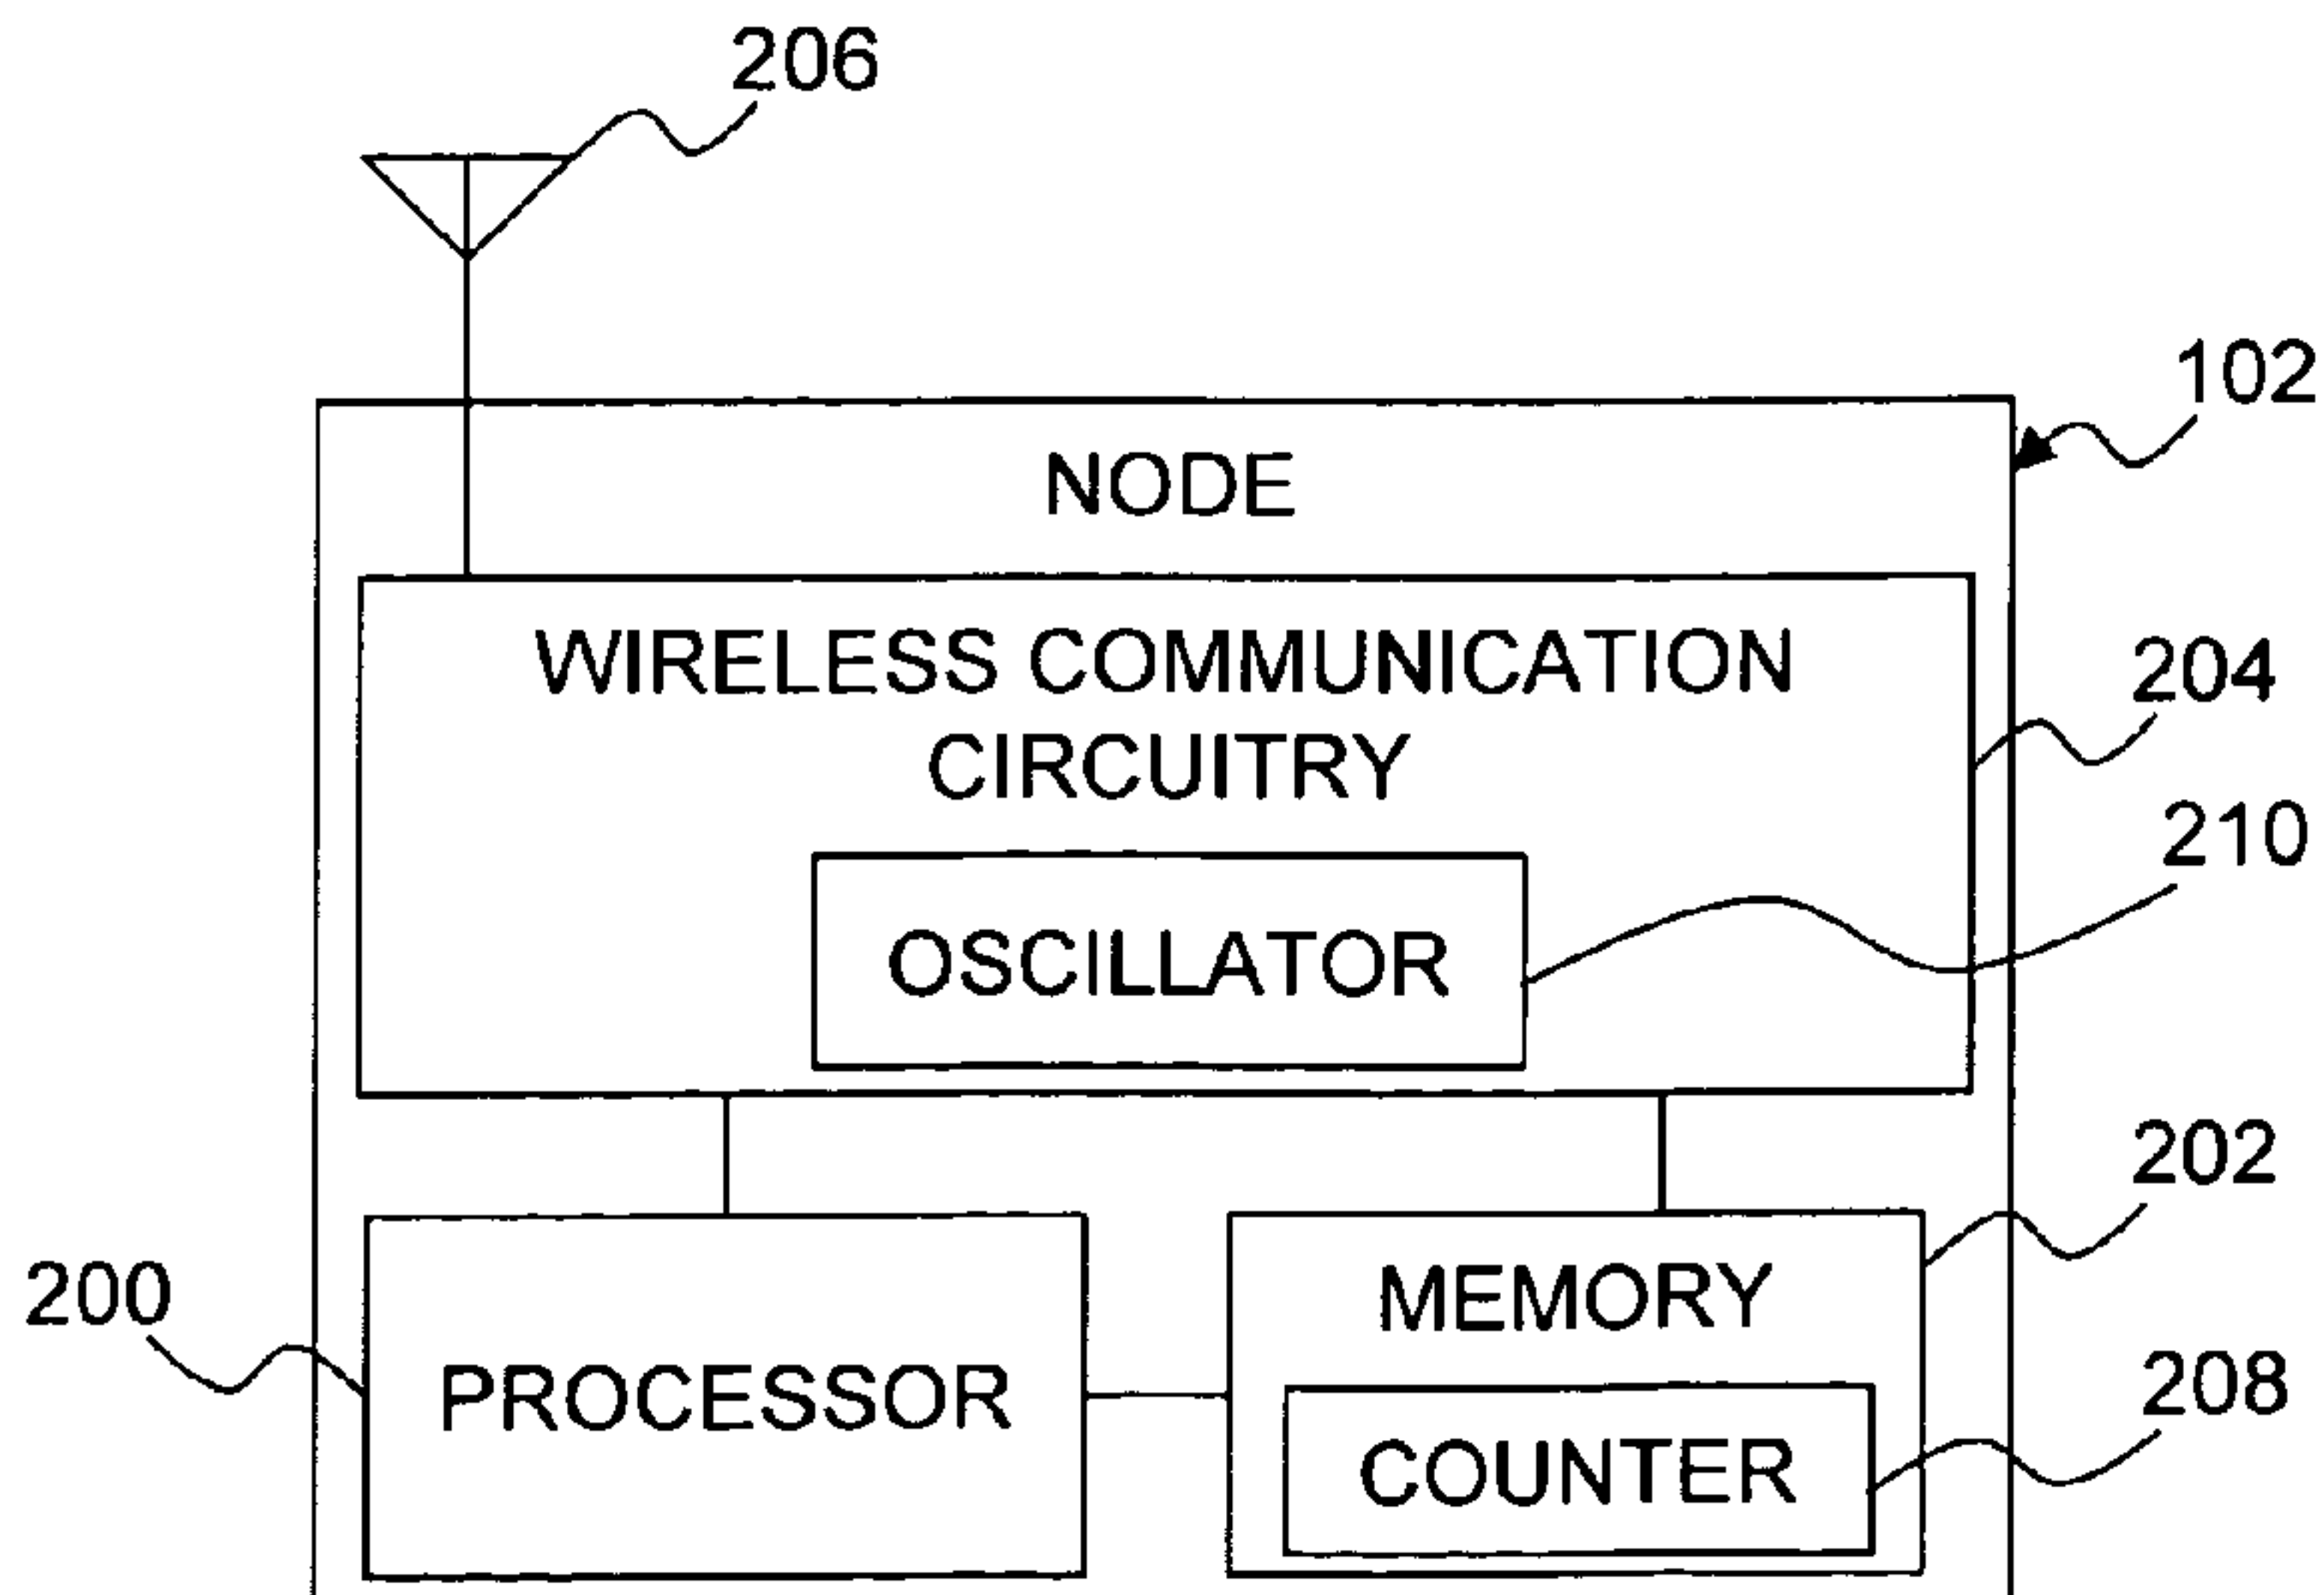 206
102
NODE
WIRELESS COMMUNICATION
CIRCUITRY
204
210
OSCILLATOR
202
200
MEMORY
PROCESSOR
208
COUNTER